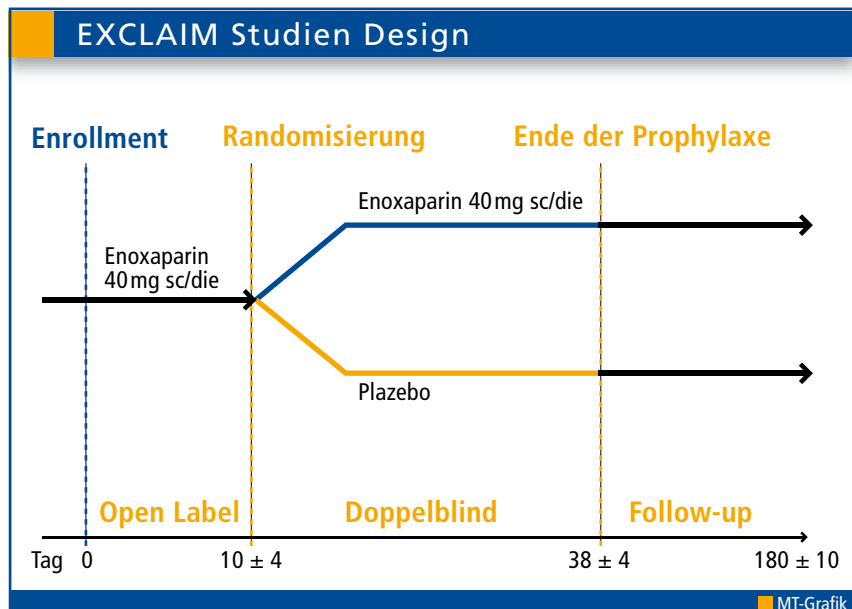 EXCLAIM Studien Design
Enrollment
Randomisierung
Ende der Prophylaxe
Enoxaparin 40 mg sc/die
Enoxaparin
40 mg sc/die
Plazebo
Open Label
Doppelblind
Follow-up
Tag 0 10 ± 4 38 ± 4 180 ± 10
MT-Grafik